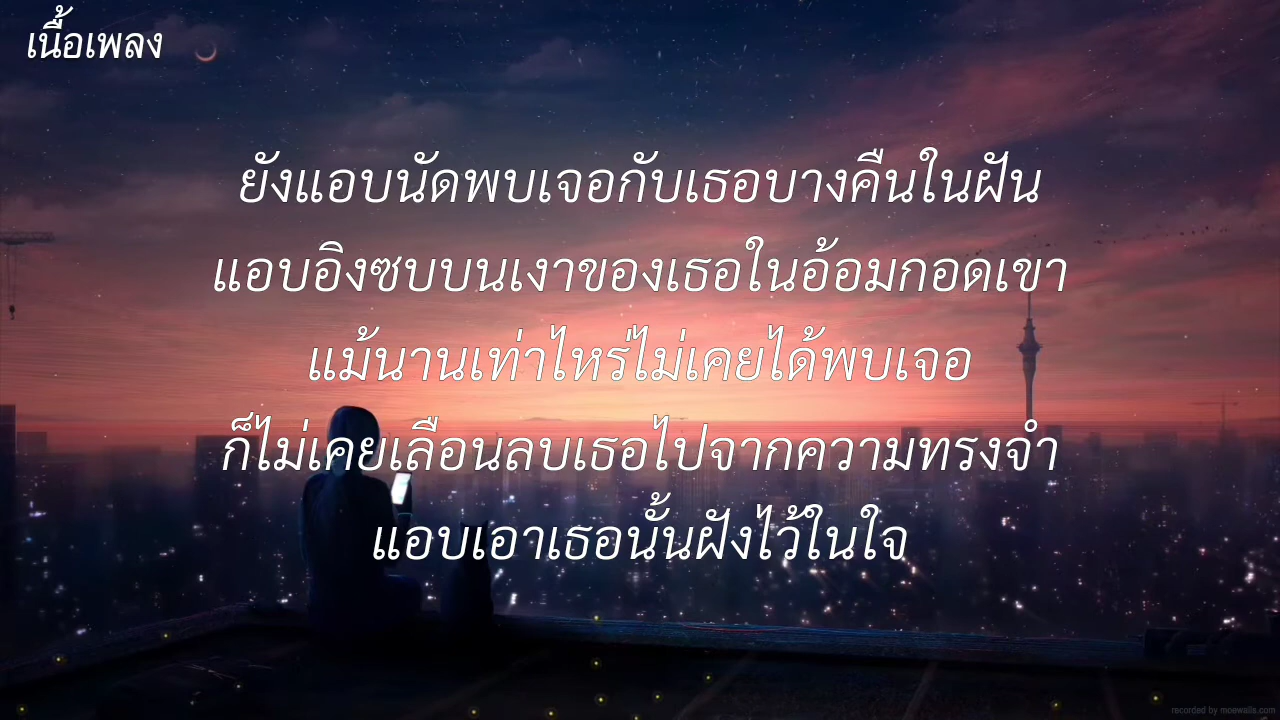 เนื้อเพลง
ยังแอบนัดพบเจอกับเธอบางคืนในฝัน
แอบอิงซบบนเงาของเธอในอ้อมกอดเขา
แม้นานเท่าไหร่ไม่เคยได้พบเจอ
ก็ไม่เคยเลือนลบเธอไปจากความทรงจำ
แอบเอาเธอนั้นฝังไว้ในใจ
recorded by moewalls.com